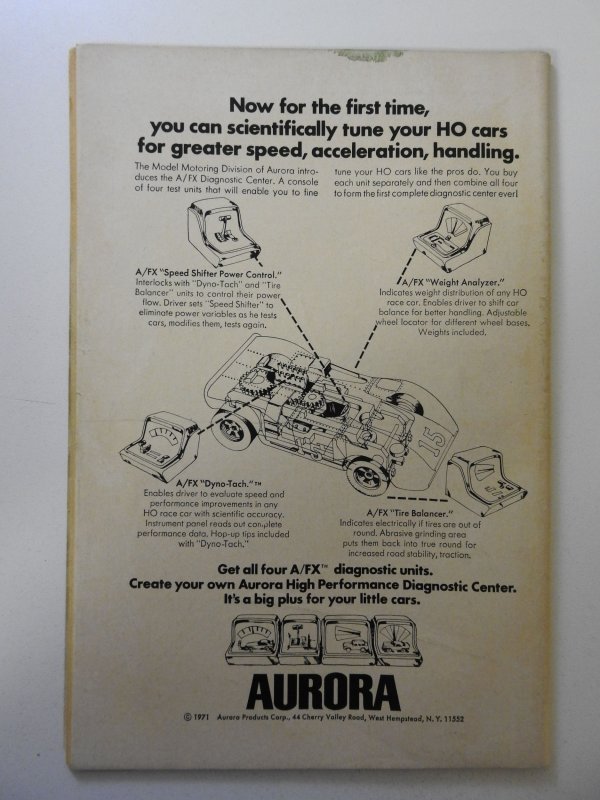 Now for the first time,
you can scientifically tune your HO cars
for greater speed, acceleration, handling.
The Model Motoring Division of Aurora intro-
duces the A/FX Diagnostic Center. A console
of four test units that will enable you to fine
tune your HO cars like the pros do. You buy
each unit separately and then combine all four
to form the first complete diagnostic center ever!
A/FX "Speed Shifter Power Control."
Interlocks with "Dyno-Tach" and "Tire
Balancer" units to control their power
flow. Driver sets "Speed Shifter" to
eliminate power variables as he tests
cars, modifies them, tests again.
A/FX "Weight Analyzer."
Indicates weight distribution of any HO
race car. Enables driver to shift car
balance for better handling. Adjustable
wheel locator for different wheel bases.
Weights included.
15
A/FX "Dyno-Tach."™
Enables driver to evaluate speed and
performance improvements in any
HO race car with scientific accuracy.
Instrument panel reads out complete
performance data. Hop-up tips included
with "Dyno-Tach."
A/FX "Tire Balancer."
Indicates electrically if tires are out of
round. Abrasive grinding area
puts them back into true round for
increased road stability, traction.
Get all four A/FX™ diagnostic units.
Create your own Aurora High Performance Diagnostic Center.
It's a big plus for your little cars.
AURORA
© 1971 Aurora Products Corp., 44 Cherry Valley Road, West Hempstead, N. Y. 11552